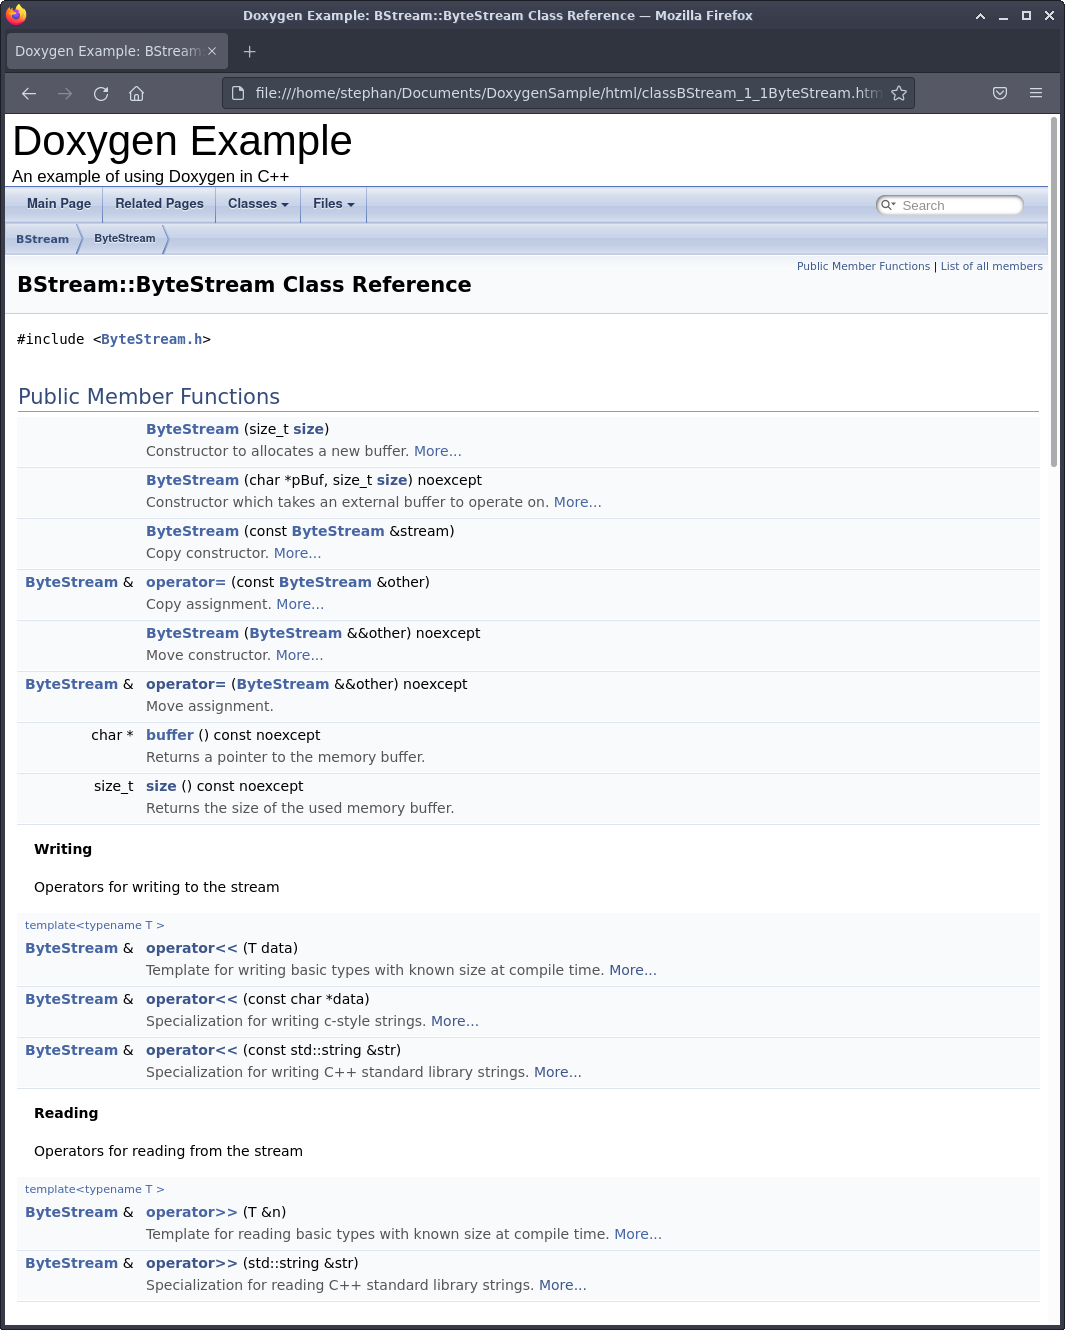 Doxygen Example: BStream::ByteStream Class Reference — Mozilla Firefox
Doxygen Example: BStream
file:///home/stephan/Documents/DoxygenSample/html/classBStream_1_1ByteStream.htm
Doxygen Example
An example of using Doxygen in C++
Main Page Related Pages Classes Files Search
BStream ByteStream
Public Member Functions | List of all members
BStream::ByteStream Class Reference
#include <ByteStream.h>
Public Member Functions
ByteStream (size_t size)
Constructor to allocates a new buffer. More...
ByteStream (char *pBuf, size_t size) noexcept
Constructor which takes an external buffer to operate on. More...
ByteStream (const ByteStream &stream)
Copy constructor. More...
ByteStream & operator= (const ByteStream &other)
Copy assignment. More...
ByteStream (ByteStream &&other) noexcept
Move constructor. More...
ByteStream & operator= (ByteStream &&other) noexcept
Move assignment.
char * buffer () const noexcept
Returns a pointer to the memory buffer.
size_t size () const noexcept
Returns the size of the used memory buffer.
Writing
Operators for writing to the stream
template<typename T >
ByteStream & operator<< (T data)
Template for writing basic types with known size at compile time. More...
ByteStream & operator<< (const char *data)
Specialization for writing c-style strings. More...
ByteStream & operator<< (const std::string &str)
Specialization for writing C++ standard library strings. More...
Reading
Operators for reading from the stream
template<typename T >
ByteStream & operator>> (T &n)
Template for reading basic types with known size at compile time. More...
ByteStream & operator>> (std::string &str)
Specialization for reading C++ standard library strings. More...